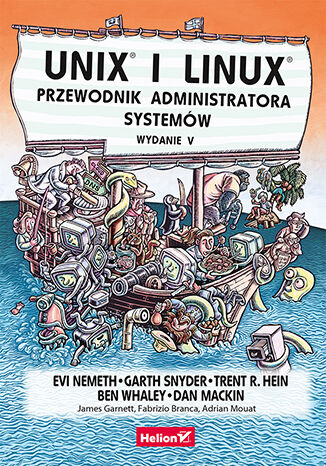 UNIX® I LINUX®
PRZEWODNIK ADMINISTRATORA
SYSTEMÓW
WYDANIE V
EVI NEMETH • GARTH SNYDER • TRENT R. HEIN
BEN WHALEY • DAN MACKIN
James Garnett, Fabrizio Branca, Adrian Mouat
Helion